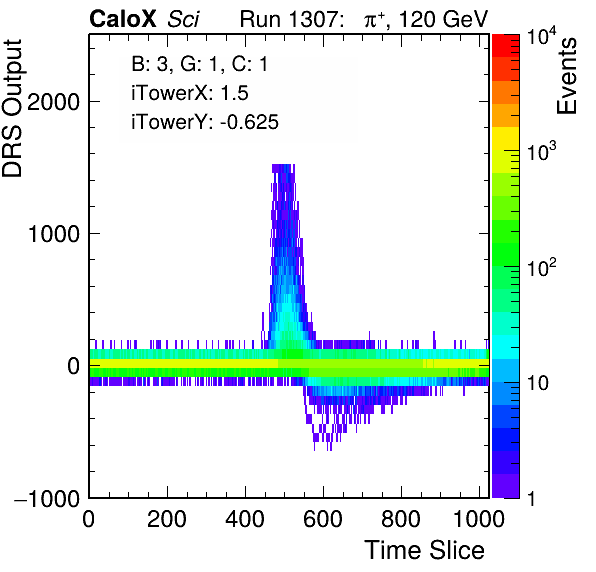 CaloX Sci Run 1307: π⁺, 120 GeV
B: 3, G: 1, C: 1
iTowerX: 1.5
iTowerY: -0.625
DRS Output
2000
1000
0
−1000
0 200 400 600 800 1000
Time Slice
Events
10⁴
10³
10²
10
1